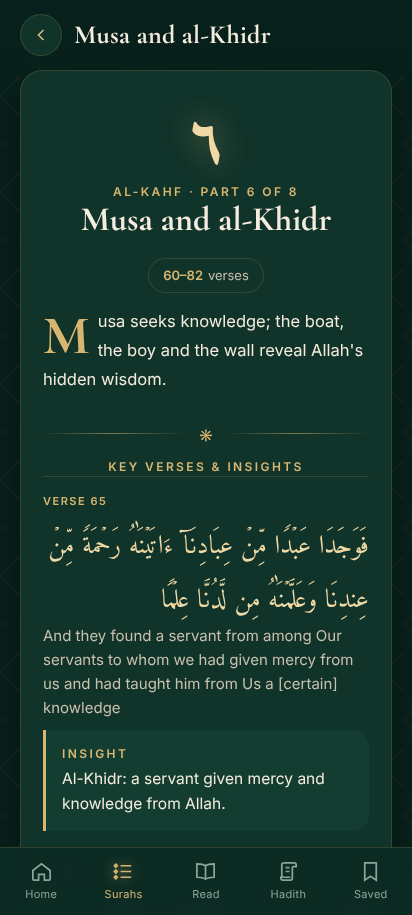 Musa and al-Khidr
٦
AL-KAHF · PART 6 OF 8
Musa and al-Khidr
60–82 verses
Musa seeks knowledge; the boat,
the boy and the wall reveal Allah's
hidden wisdom.
KEY VERSES & INSIGHTS
VERSE 65
فَوَجَدَا عَبۡدٗا مِّنۡ عِبَادِنَآ ءَاتَيۡنَٰهُ رَحۡمَةٗ مِّنۡ
عِندِنَا وَعَلَّمۡنَٰهُ مِن لَّدُنَّا عِلۡمٗا
And they found a servant from among Our
servants to whom we had given mercy from
us and had taught him from Us a [certain]
knowledge
INSIGHT
Al-Khidr: a servant given mercy and
knowledge from Allah.
Home Surahs Read Hadith Saved